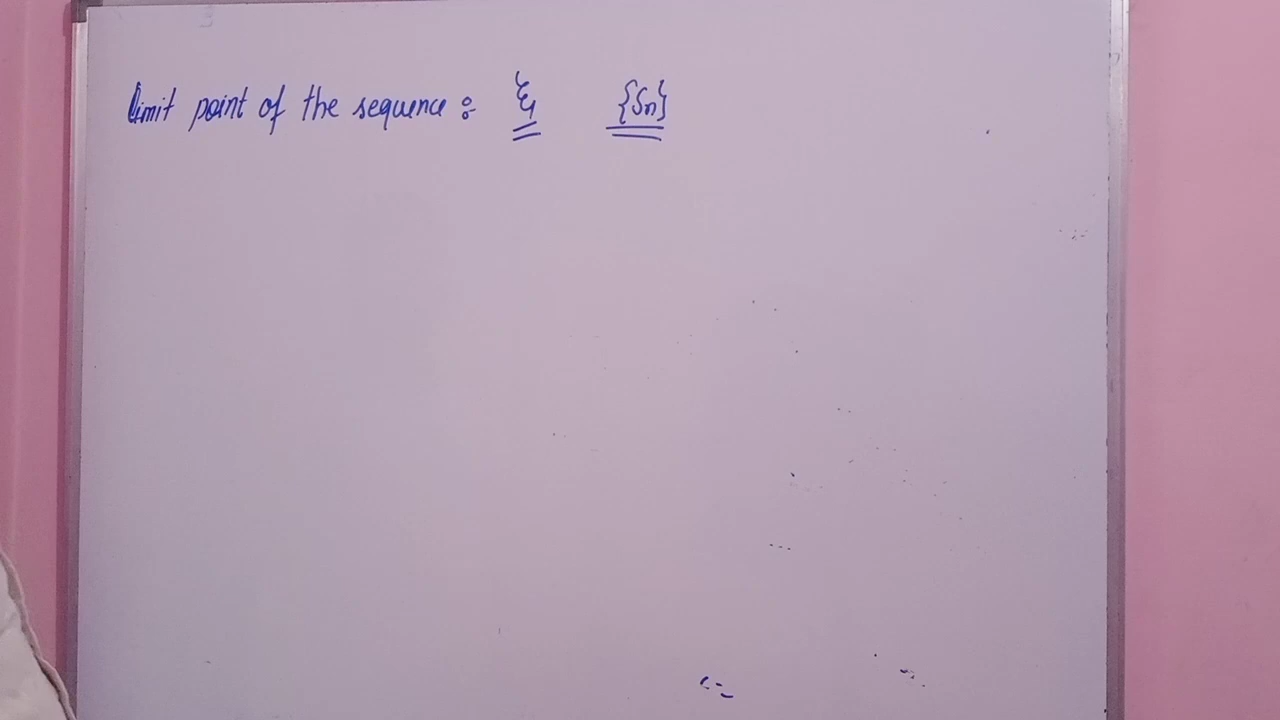 Limit point of the sequence : ξ {Sn}